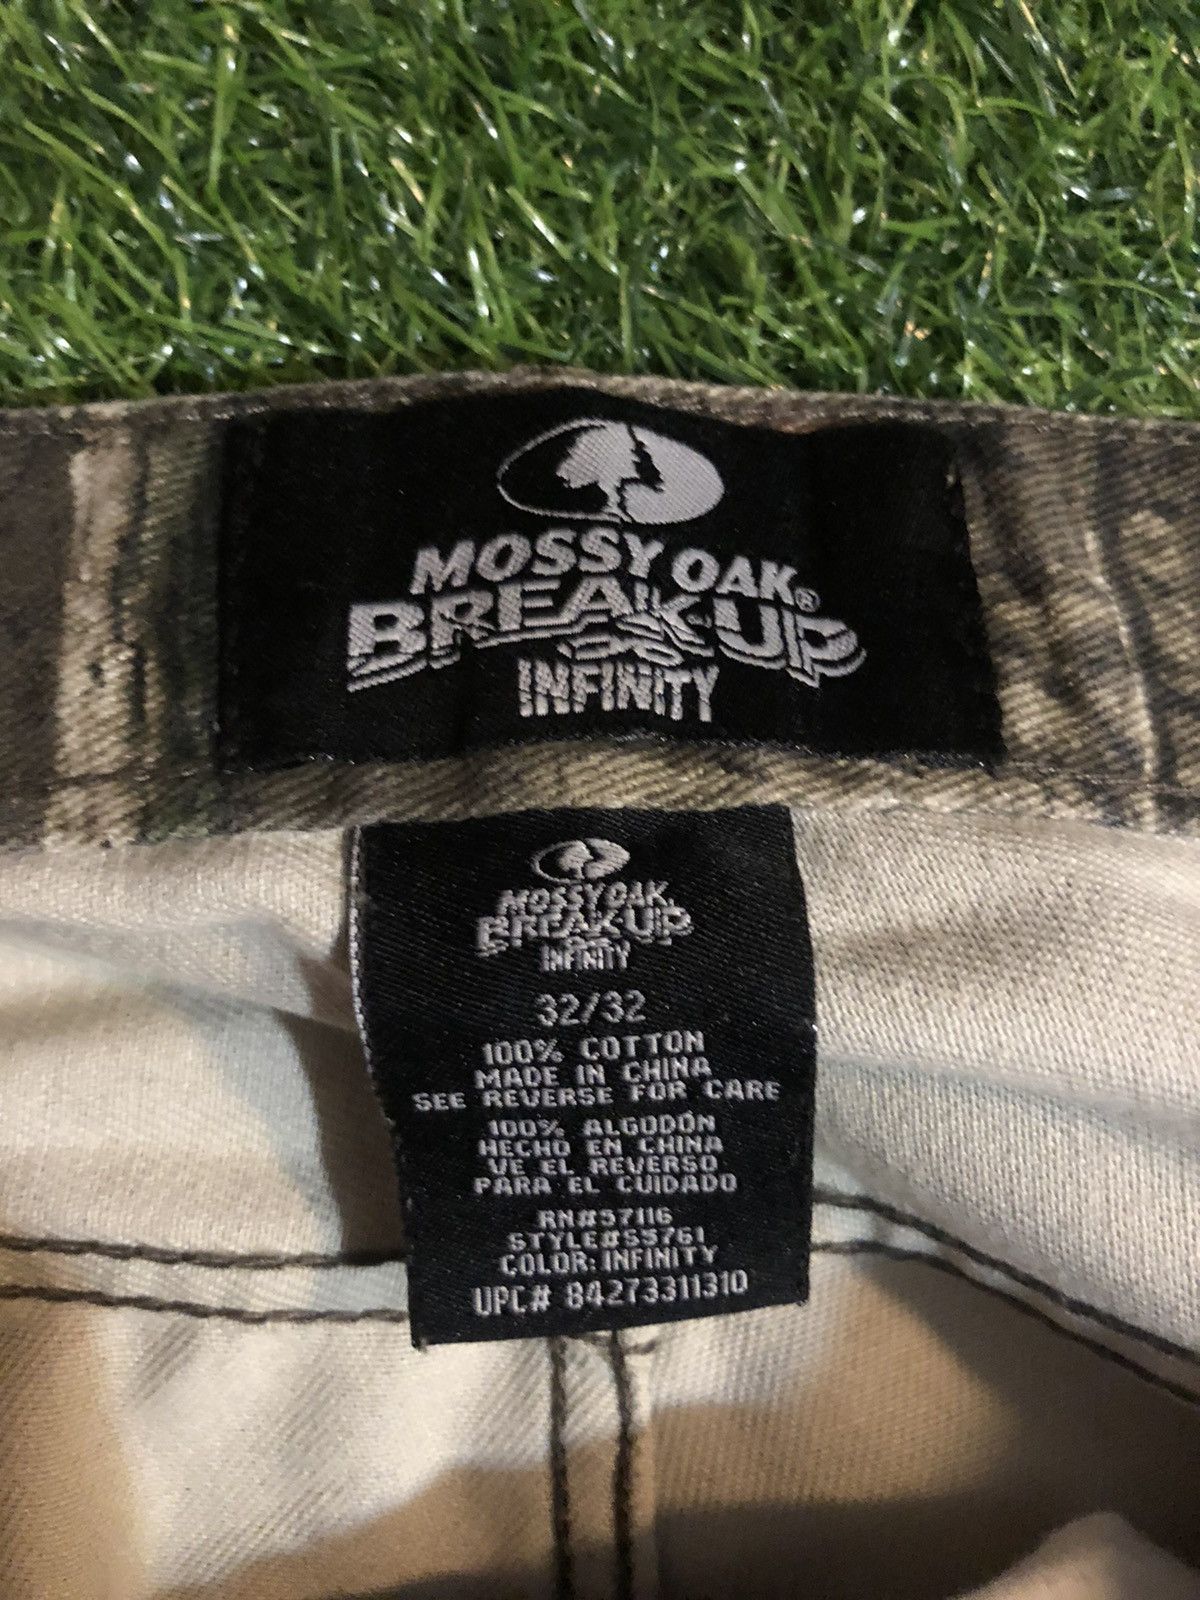 MOSSY OAK®
BREAK-UP
INFINITY
MOSSY OAK
BREAK-UP
INFINITY
32/32
100% COTTON
MADE IN CHINA
SEE REVERSE FOR CARE
100% ALGODÓN
HECHO EN CHINA
VE EL REVERSO
PARA EL CUIDADO
RN#57116
STYLE#55761
COLOR: INFINITY
UPC# 84273311310